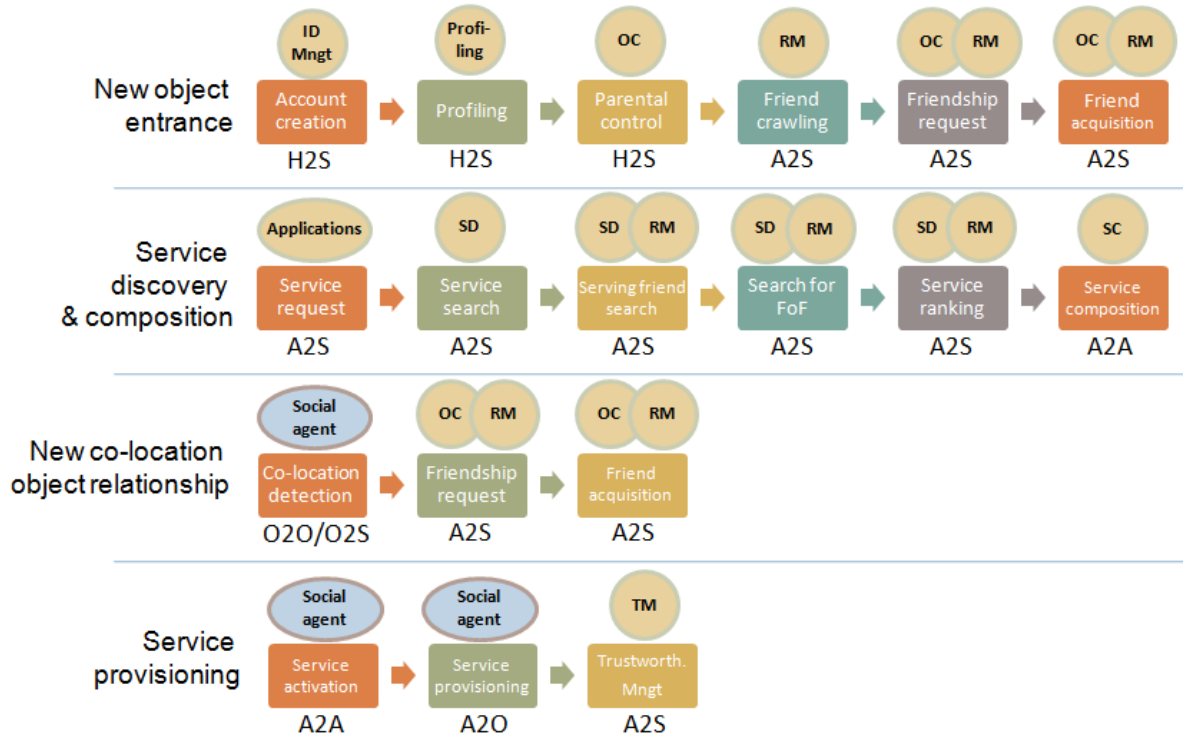 ID
Mngt
Profi-
ling
OC
RM
OC RM
OC RM
New object
entrance
Account
creation
Profiling
Parental
control
Friend
crawling
Friendship
request
Friend
acquisition
H2S
H2S
H2S
A2S
A2S
A2S
Applications
SD
SD RM
SD RM
SD RM
SC
Service
discovery
& composition
Service
request
Service
search
Serving friend
search
Search for
FoF
Service
ranking
Service
composition
A2S
A2S
A2S
A2S
A2S
A2A
Social
agent
OC RM
OC RM
New co-location
object relationship
Co-location
detection
Friendship
request
Friend
acquisition
O2O/O2S
A2S
A2S
Social
agent
Social
agent
TM
Service
provisioning
Service
activation
Service
provisioning
Trustworth.
Mngt
A2A
A2O
A2S